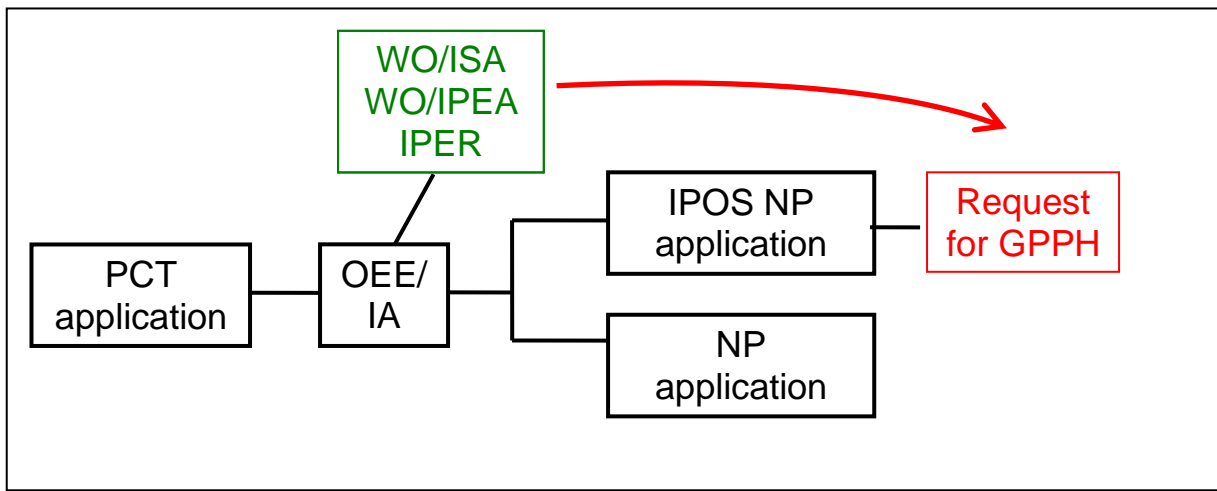 WO/ISA
WO/IPEA
IPER
IPOS NP
application
Request
for GPPH
PCT
application
OEE/
IA
NP
application